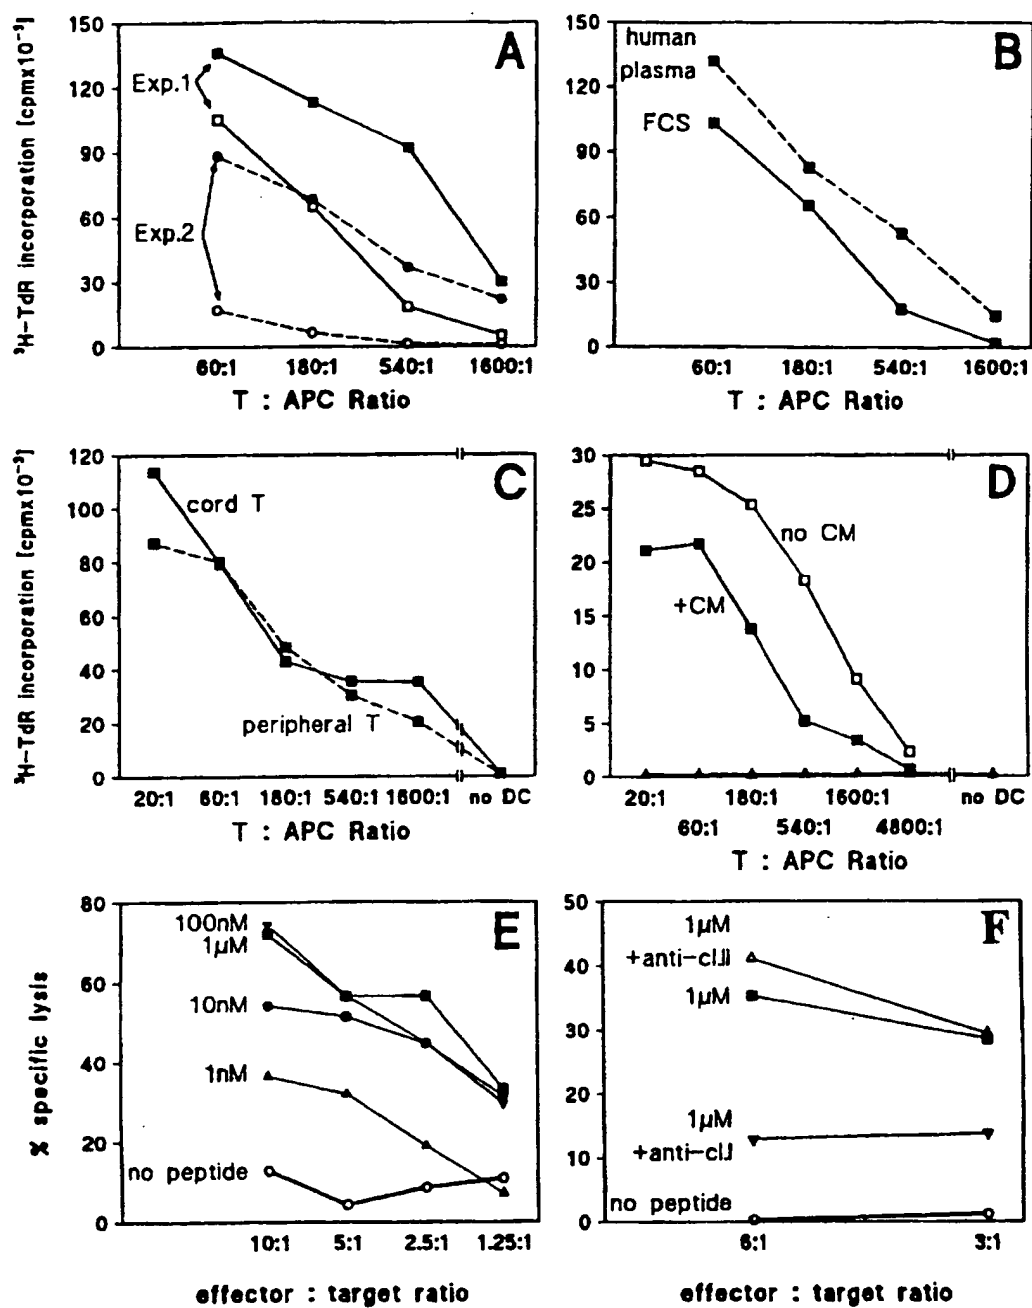 A
³H-TdR incorporation [cpmx10⁻³]
150
120
90
60
30
0
Exp.1
Exp.2
60:1 180:1 540:1 1600:1
T : APC Ratio
B
150
120
90
60
30
0
human
plasma
FCS
60:1 180:1 540:1 1600:1
T : APC Ratio
C
³H-TdR incorporation [cpmx10⁻³]
120
100
80
60
40
20
0
cord T
peripheral T
20:1 60:1 180:1 540:1 1600:1 no DC
T : APC Ratio
D
30
25
20
15
10
5
0
no CM
+CM
20:1 180:1 1600:1 no DC
60:1 540:1 4800:1
T : APC Ratio
E
% specific lysis
80
60
40
20
0
100nM
1µM
10nM
1nM
no peptide
10:1 5:1 2.5:1 1.25:1
effector : target ratio
F
50
40
30
20
10
0
1µM
+anti-cl.II
1µM
1µM
+anti-cl.I
no peptide
6:1 3:1
effector : target ratio